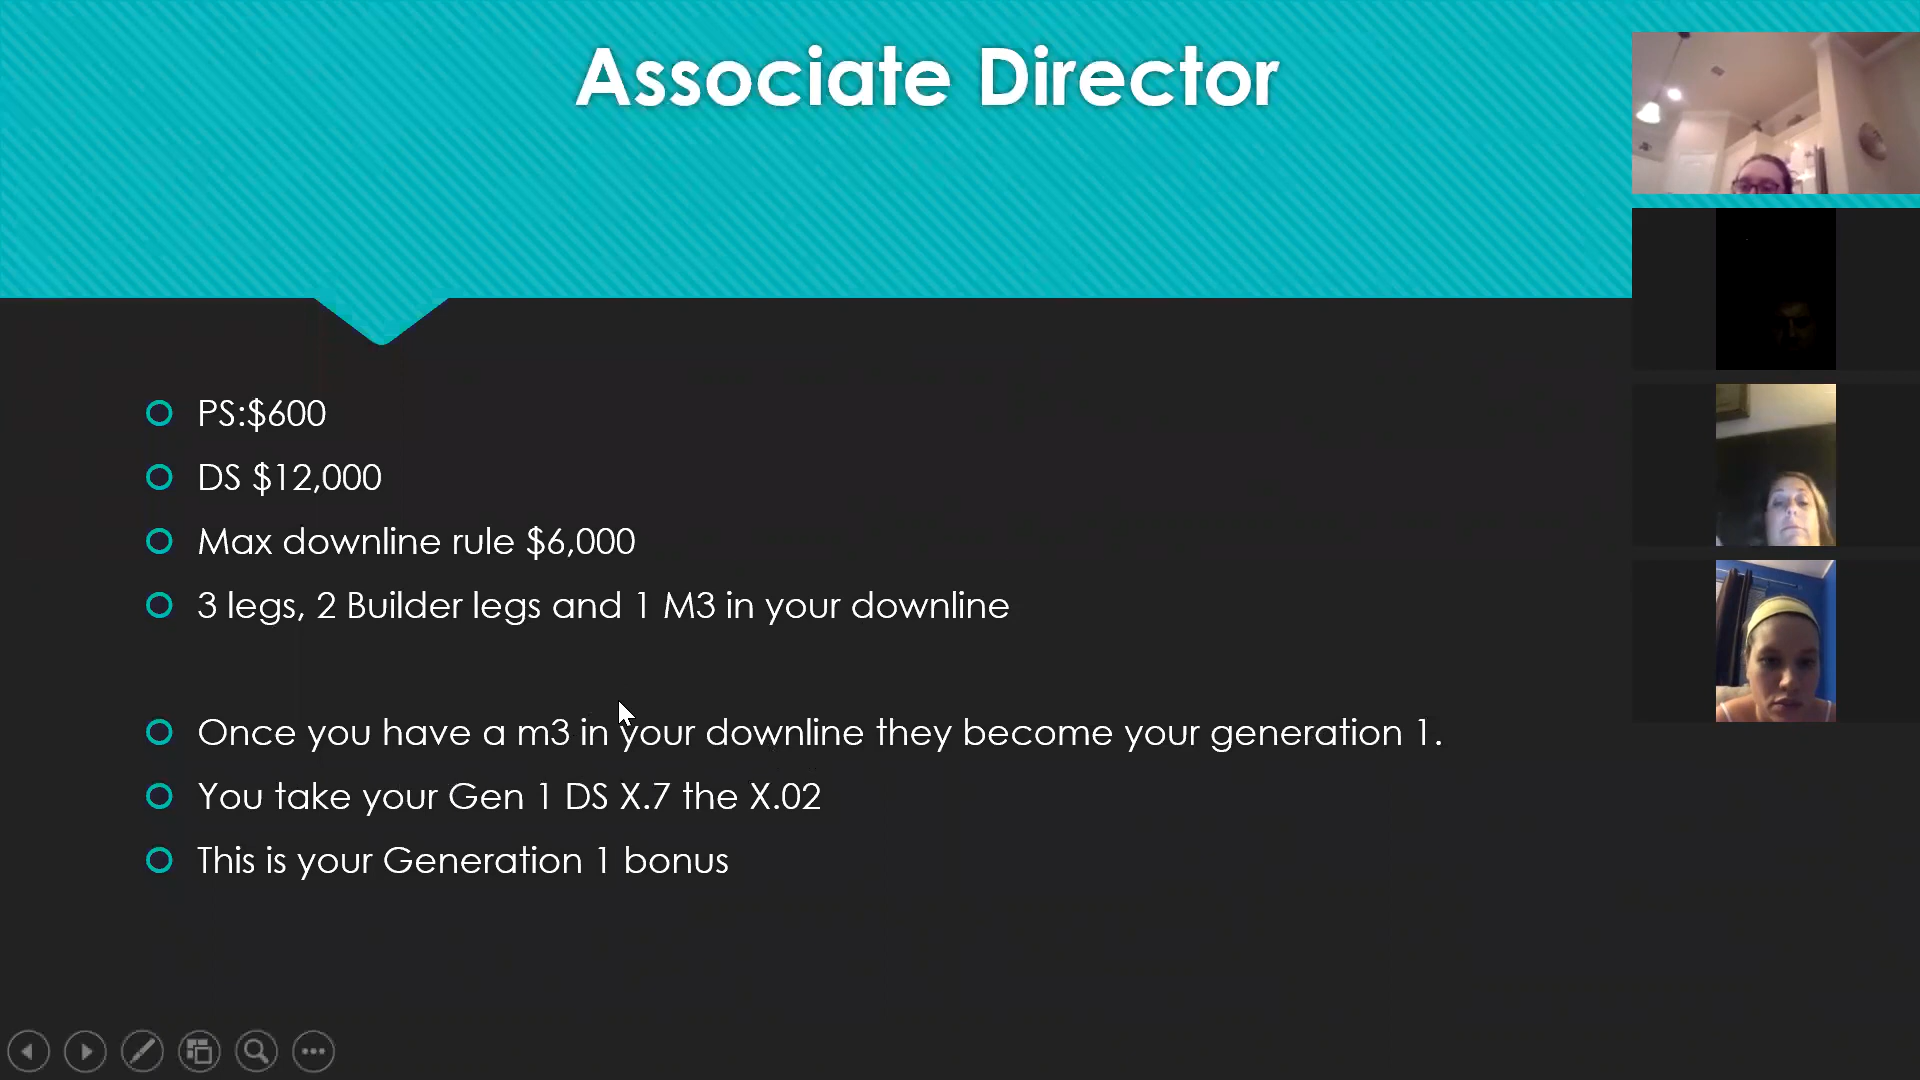 Associate Director
PS:$600
DS $12,000
Max downline rule $6,000
3 legs, 2 Builder legs and 1 M3 in your downline
Once you have a m3 in your downline they become your generation 1.
You take your Gen 1 DS X.7 the X.02
This is your Generation 1 bonus